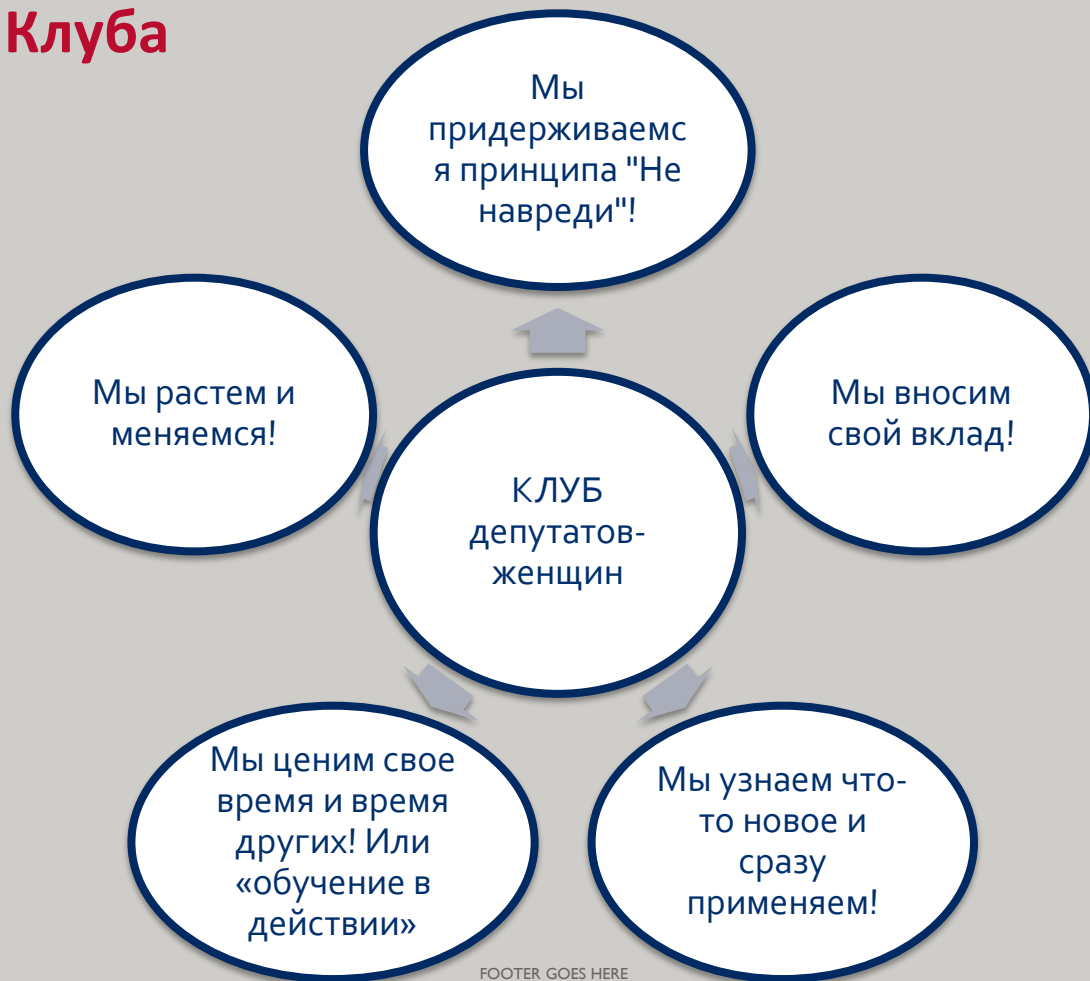 Клуба
Мы
придерживаемс
я принципа "Не
навреди"!
Мы растем и
меняемся!
Мы вносим
свой вклад!
КЛУБ
депутатов-
женщин
Мы ценим свое
время и время
других! Или
«обучение в
действии»
Мы узнаем что-
то новое и
сразу
применяем!
FOOTER GOES HERE